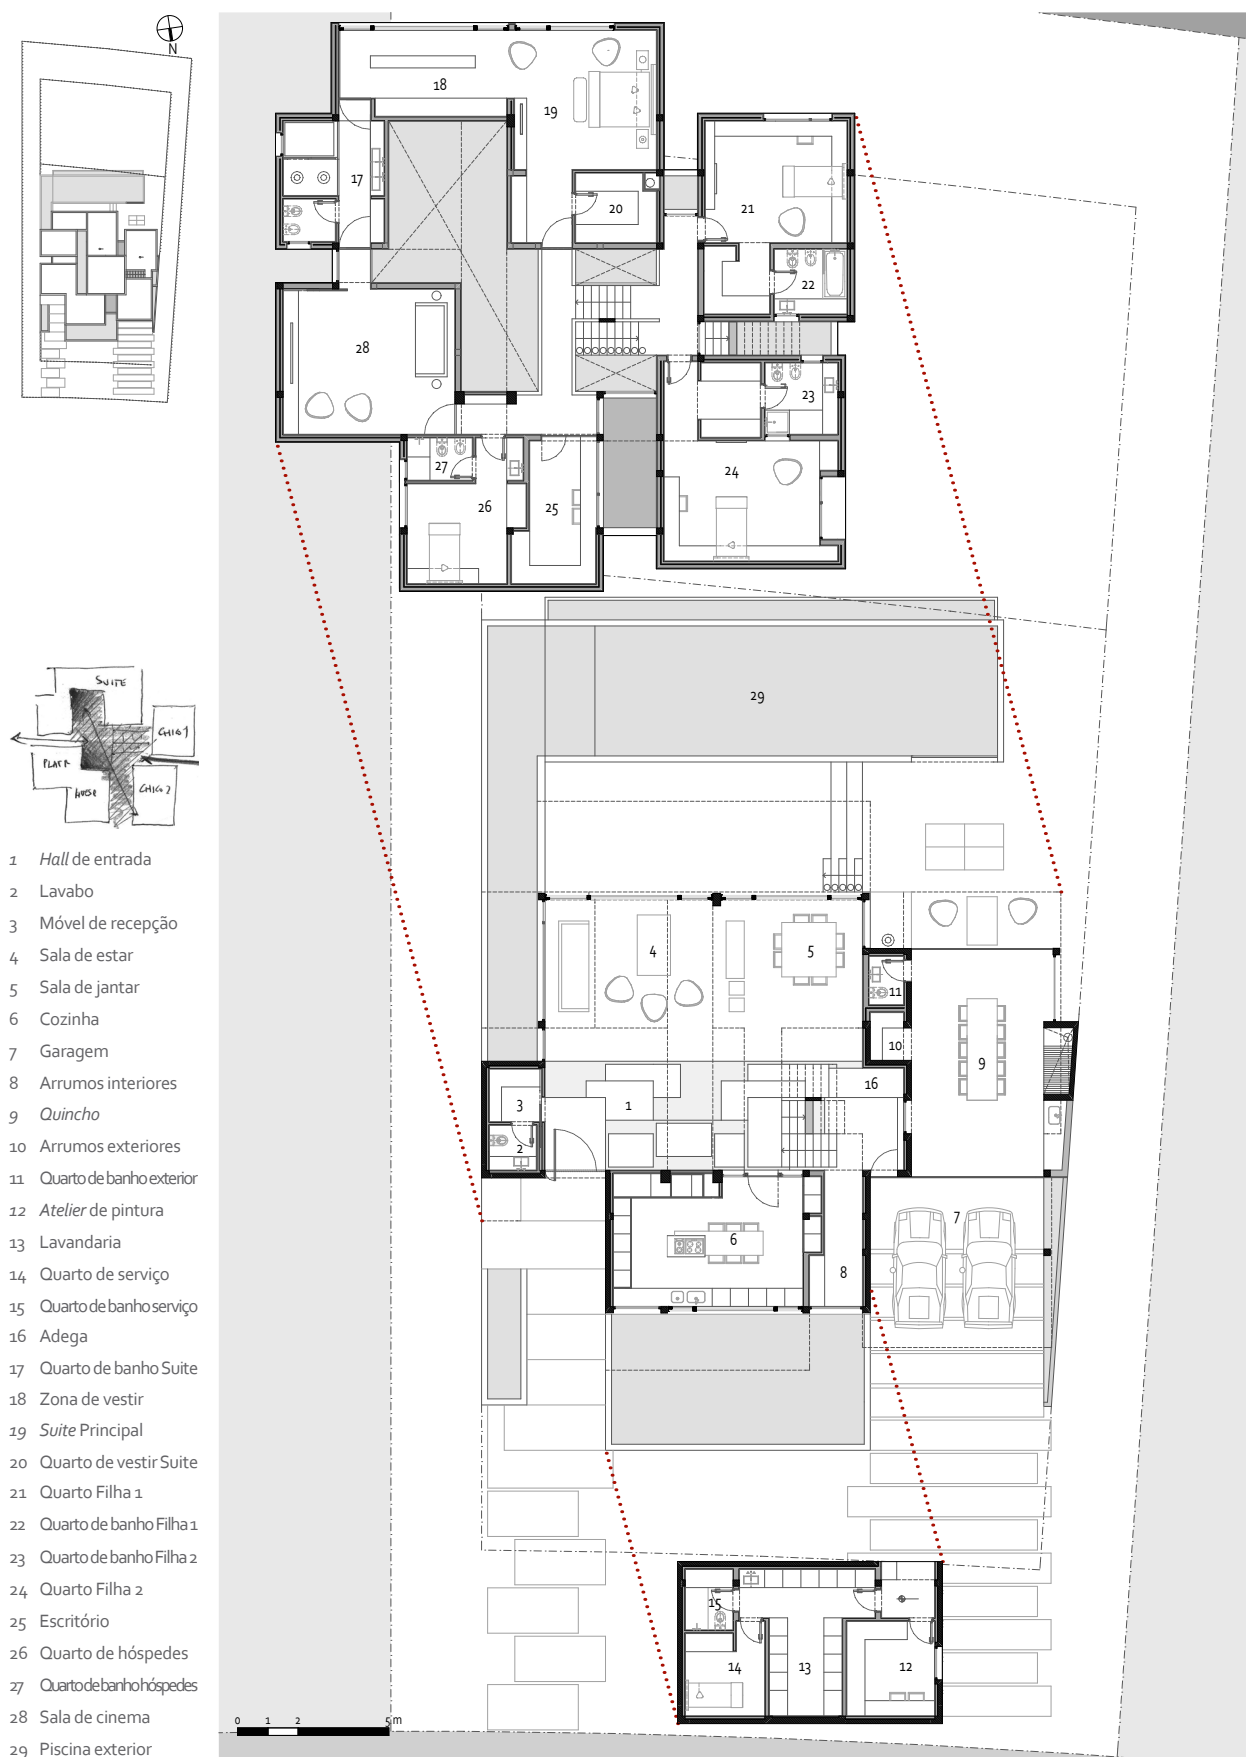 N
18
19
17
20
21
22
28
23
27
26
25
24
SUITE
CHICO 1
CHICO 2
29
4
5
11
10
9
3
1
16
2
6
7
8
15
14
13
12
0 1 2 5 m
1 Hall de entrada
2 Lavabo
3 Móvel de recepção
4 Sala de estar
5 Sala de jantar
6 Cozinha
7 Garagem
8 Arrumos interiores
9 Quincho
10 Arrumos exteriores
11 Quarto de banho exterior
12 Atelier de pintura
13 Lavandaria
14 Quarto de serviço
15 Quarto de banho serviço
16 Adega
17 Quarto de banho Suite
18 Zona de vestir
19 Suite Principal
20 Quarto de vestir Suite
21 Quarto Filha 1
22 Quarto de banho Filha 1
23 Quarto de banho Filha 2
24 Quarto Filha 2
25 Escritório
26 Quarto de hóspedes
27 Quarto de banho hóspedes
28 Sala de cinema
29 Piscina exterior